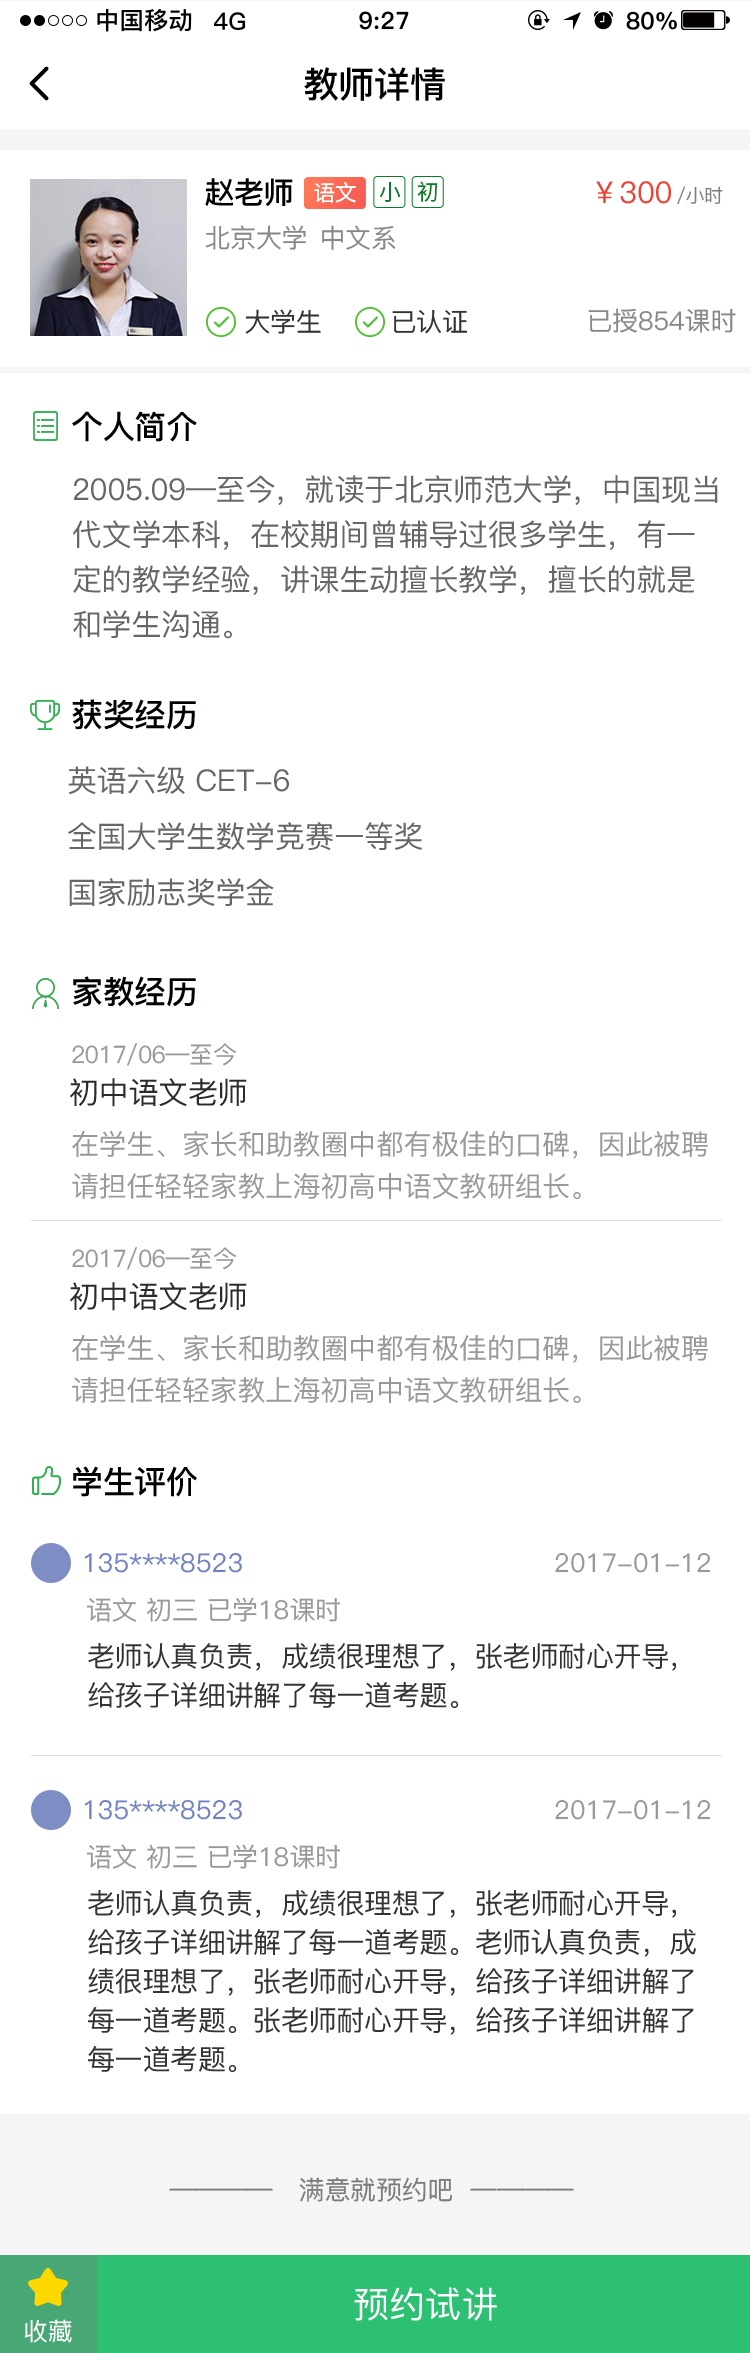 中国移动 4G 9:27 80%
教师详情
赵老师 语文 小 初 ¥300 /小时
北京大学 中文系
大学生 已认证 已授854课时
个人简介
2005.09—至今，就读于北京师范大学，中国现当
代文学本科，在校期间曾辅导过很多学生，有一
定的教学经验，讲课生动擅长教学，擅长的就是
和学生沟通。
获奖经历
英语六级 CET-6
全国大学生数学竞赛一等奖
国家励志奖学金
家教经历
2017/06—至今
初中语文老师
在学生、家长和助教圈中都有极佳的口碑，因此被聘
请担任轻轻家教上海初高中语文教研组长。
2017/06—至今
初中语文老师
在学生、家长和助教圈中都有极佳的口碑，因此被聘
请担任轻轻家教上海初高中语文教研组长。
学生评价
135****8523 2017-01-12
语文 初三 已学18课时
老师认真负责，成绩很理想了，张老师耐心开导，
给孩子详细讲解了每一道考题。
135****8523 2017-01-12
语文 初三 已学18课时
老师认真负责，成绩很理想了，张老师耐心开导，
给孩子详细讲解了每一道考题。老师认真负责，成
绩很理想了，张老师耐心开导，给孩子详细讲解了
每一道考题。张老师耐心开导，给孩子详细讲解了
每一道考题。
满意就预约吧
收藏 预约试讲